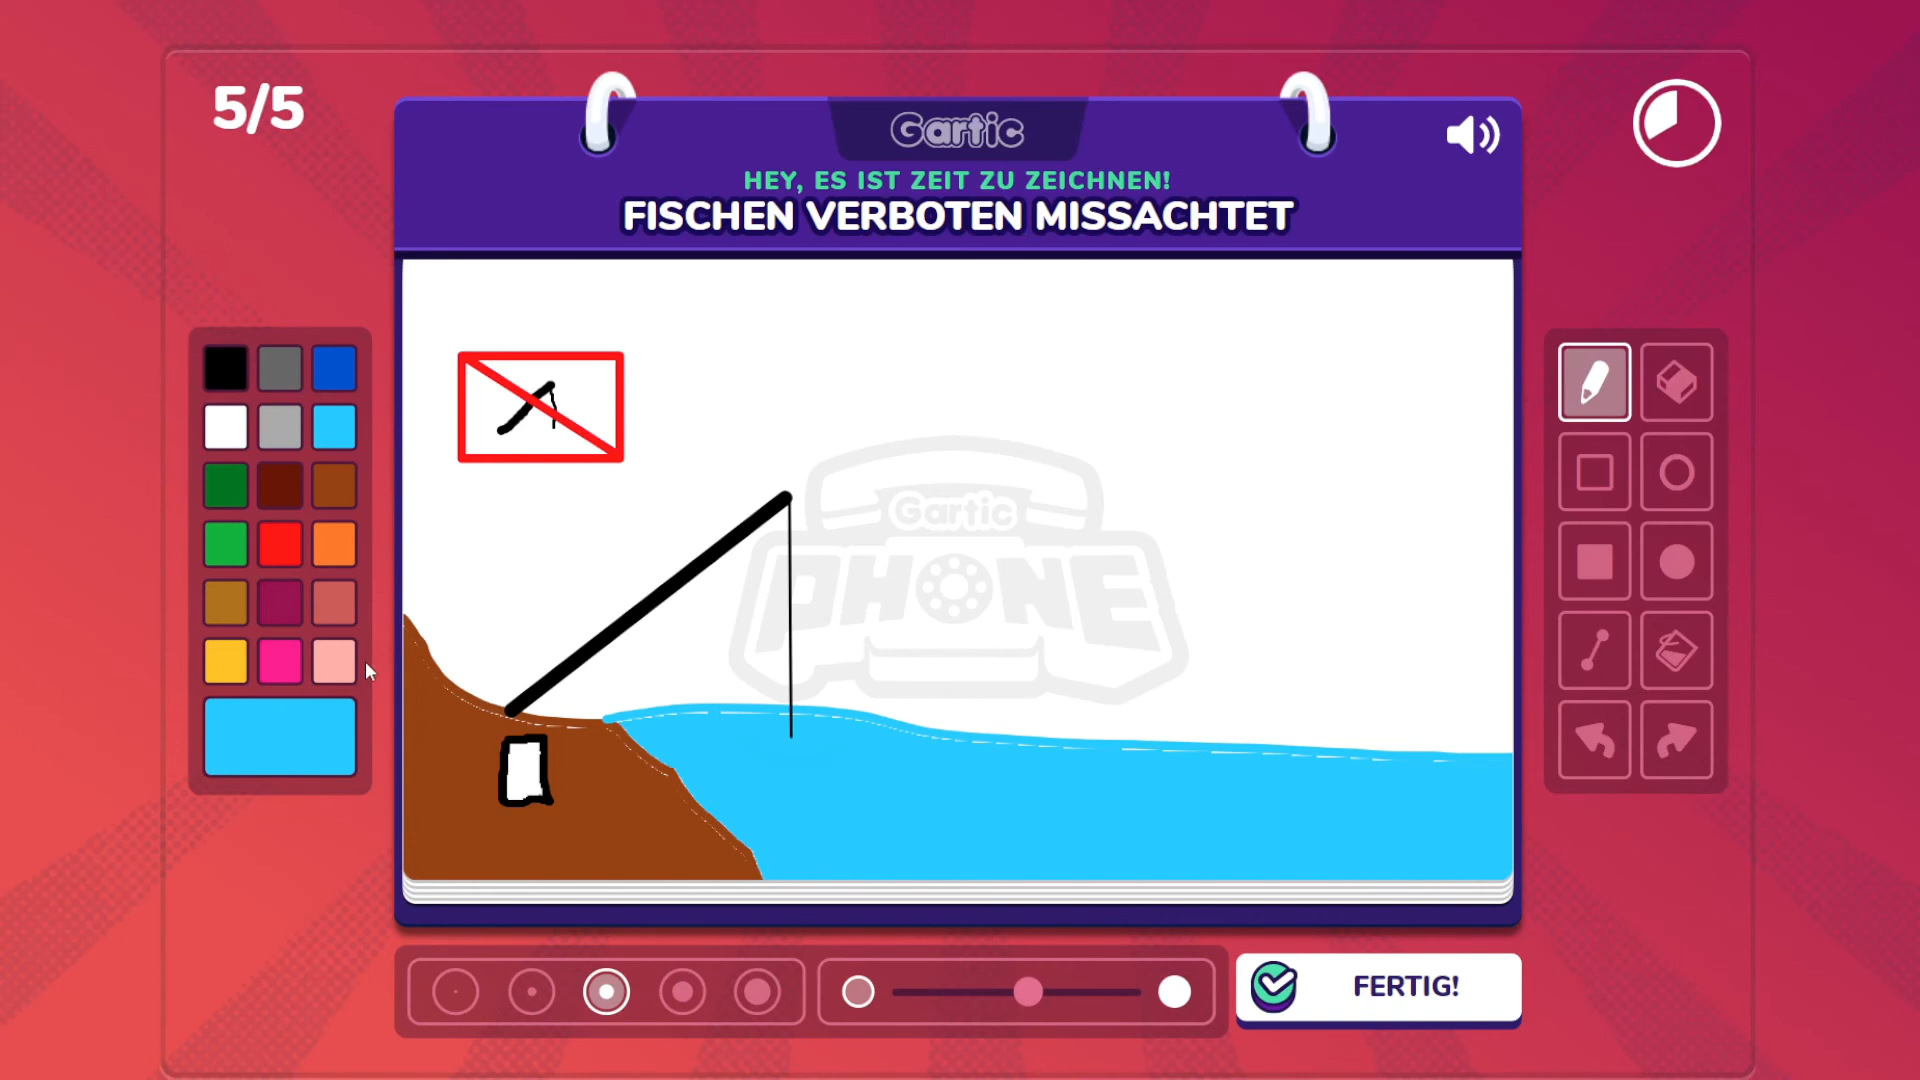 5/5
Gartic
HEY, ES IST ZEIT ZU ZEICHNEN!
FISCHEN VERBOTEN MISSACHTET
Gartic
PHONE
FERTIG!